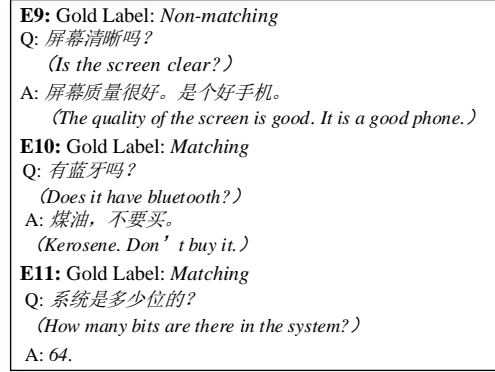 E9: Gold Label: Non-matching
Q: 屏幕清晰吗？
（Is the screen clear?）
A: 屏幕质量很好。是个好手机。
（The quality of the screen is good. It is a good phone.）
E10: Gold Label: Matching
Q: 有蓝牙吗？
（Does it have bluetooth?）
A: 煤油，不要买。
（Kerosene. Don’t buy it.）
E11: Gold Label: Matching
Q: 系统是多少位的？
（How many bits are there in the system?）
A: 64.